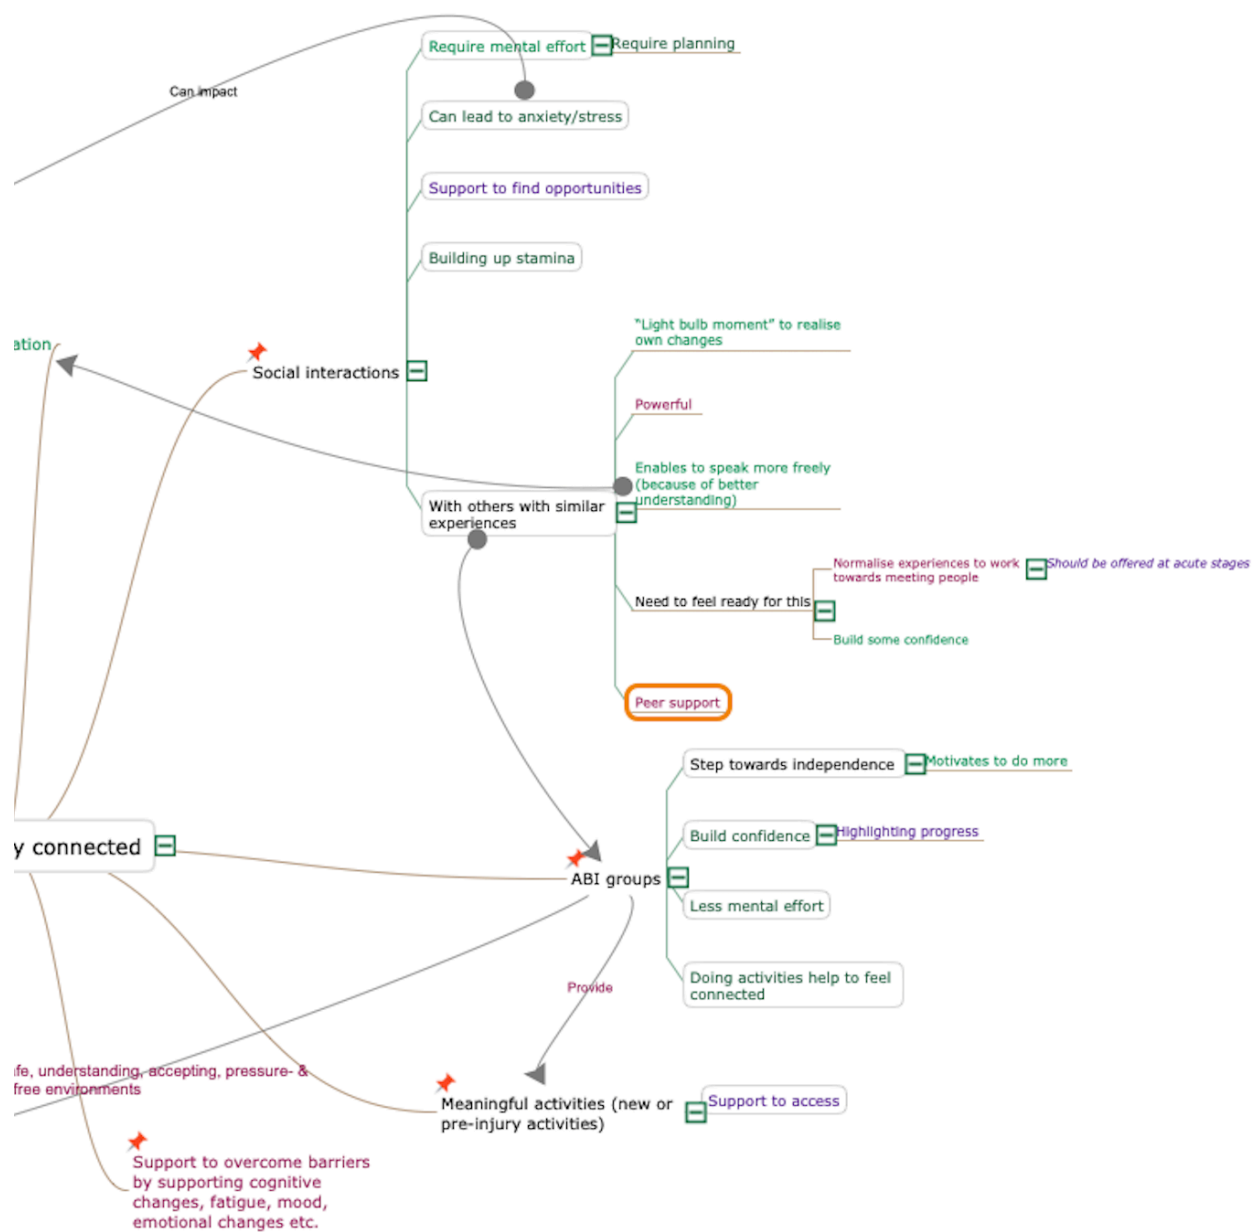 Require mental effort
Require planning
Can impact
Can lead to anxiety/stress
Support to find opportunities
Building up stamina
"Light bulb moment" to realise
own changes
ation
Social interactions
Powerful
Enables to speak more freely
(because of better
understanding)
With others with similar
experiences
Normalise experiences to work
towards meeting people
Should be offered at acute stages
Need to feel ready for this
Build some confidence
Peer support
Step towards independence
Motivates to do more
Build confidence
Highlighting progress
y connected
ABI groups
Less mental effort
Doing activities help to feel
connected
Provide
ife, understanding, accepting, pressure- &
free environments
Meaningful activities (new or
pre-injury activities)
Support to access
Support to overcome barriers
by supporting cognitive
changes, fatigue, mood,
emotional changes etc.